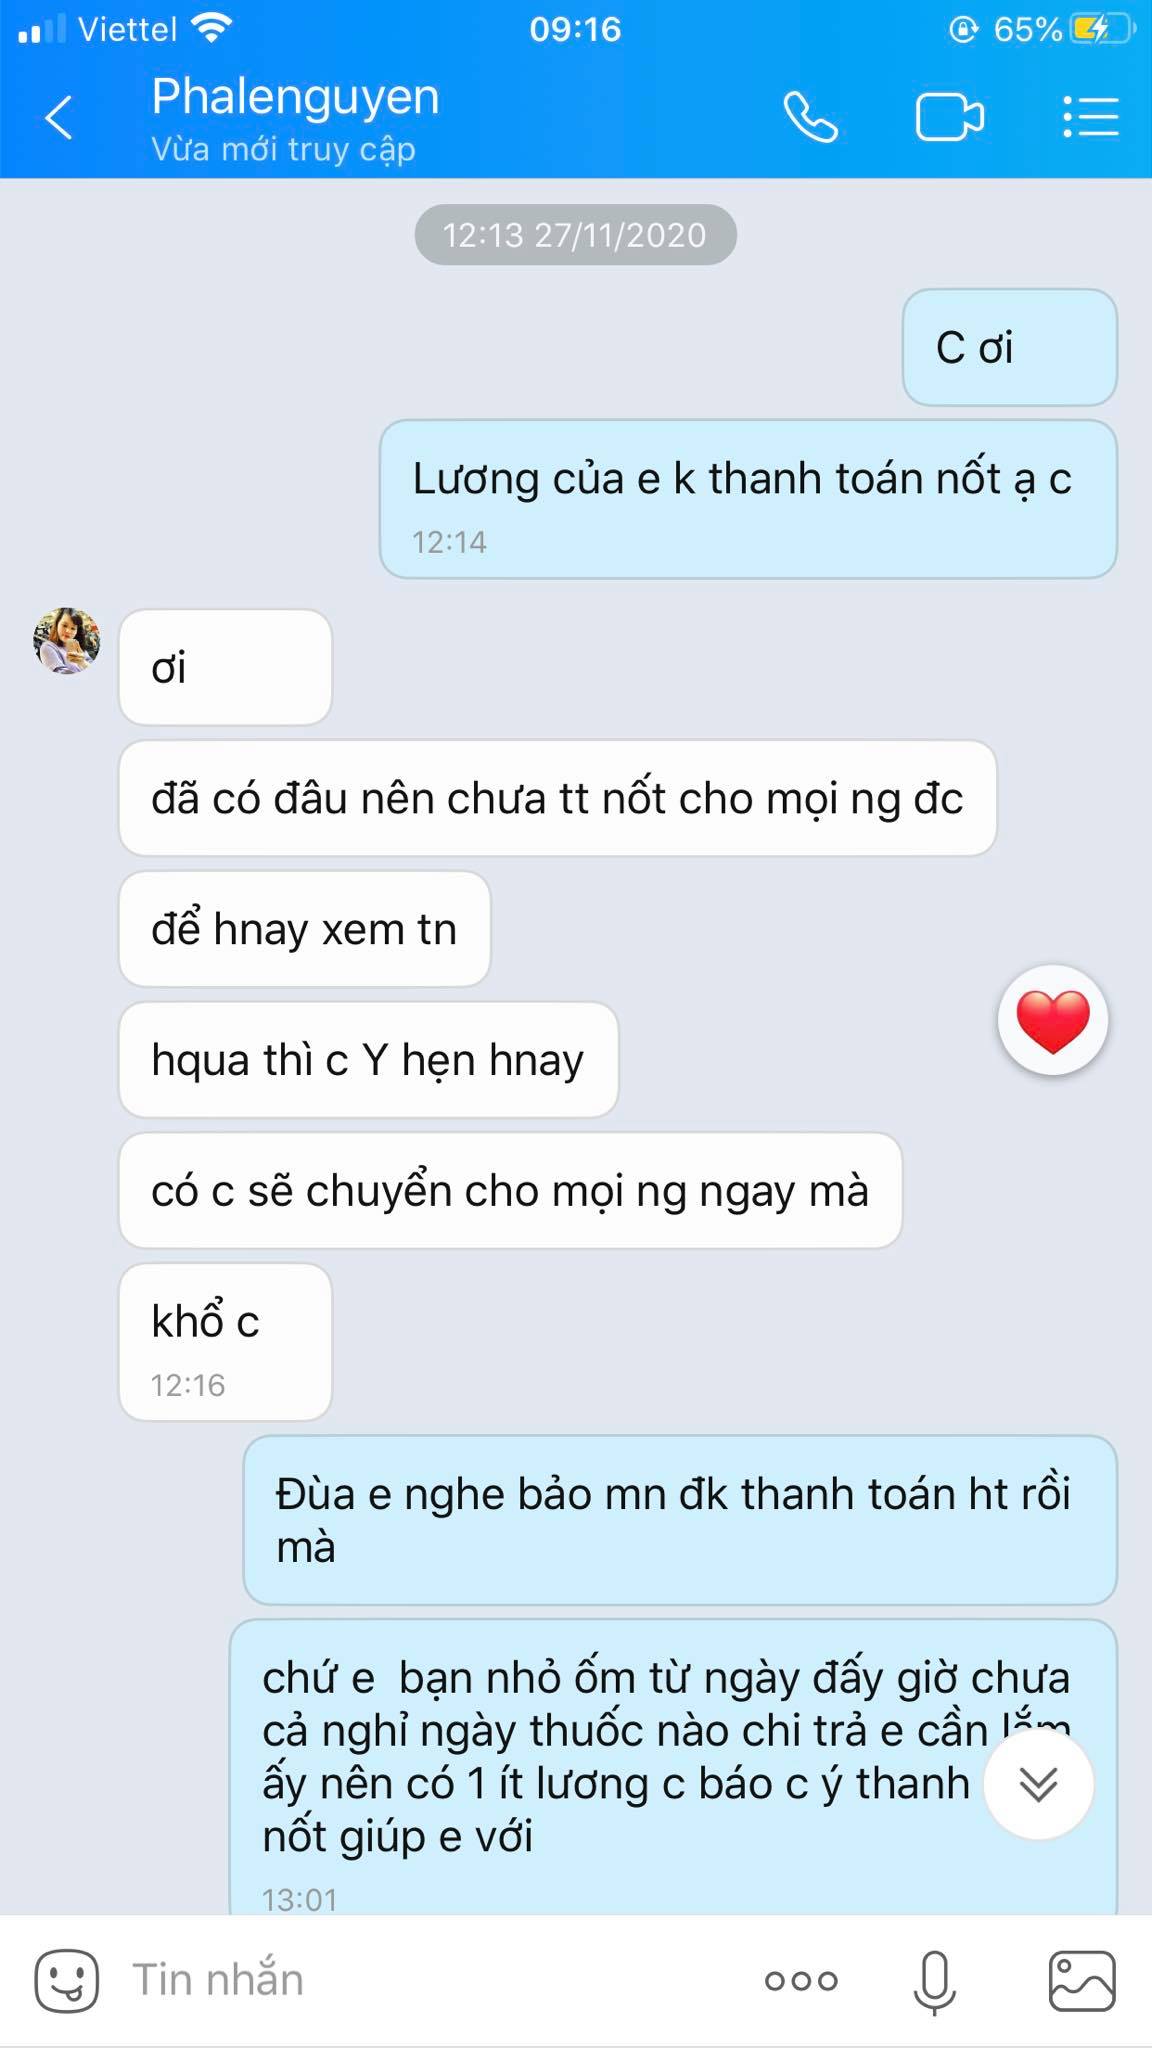 Viettel 09:16 65%
Phalenguyen
Vừa mới truy cập
12:13 27/11/2020
C ơi
Lương của e k thanh toán nốt ạ c
12:14
ơi
đã có đâu nên chưa tt nốt cho mọi ng đc
để hnay xem tn
hqua thì c Y hẹn hnay
có c sẽ chuyển cho mọi ng ngay mà
khổ c
12:16
Đùa e nghe bảo mn đk thanh toán ht rồi
mà
chứ e  bạn nhỏ ốm từ ngày đấy giờ chưa
cả nghỉ ngày thuốc nào chi trả e cần lắm
ấy nên có 1 ít lương c báo c ý thanh
nốt giúp e với
13:01
Tin nhắn